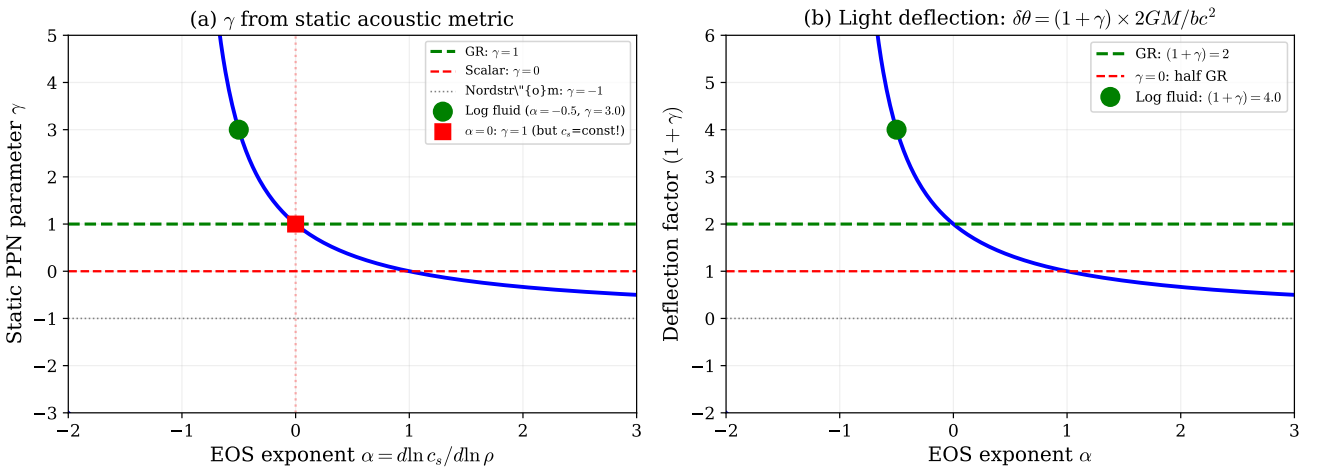 (a) γ from static acoustic metric
Static PPN parameter γ
5
4
3
2
1
0
−1
−2
−3
GR: γ = 1
Scalar: γ = 0
Nordstr\"{o}m: γ = −1
Log fluid (α = −0.5, γ = 3.0)
α = 0: γ = 1 (but c_s=const!)
−2
−1
0
1
2
3
EOS exponent α = d ln c_s/d ln ρ
(b) Light deflection: δθ = (1 + γ) × 2GM/bc²
Deflection factor (1 + γ)
6
5
4
3
2
1
0
−1
−2
GR: (1 + γ) = 2
γ = 0: half GR
Log fluid: (1 + γ) = 4.0
−2
−1
0
1
2
3
EOS exponent α